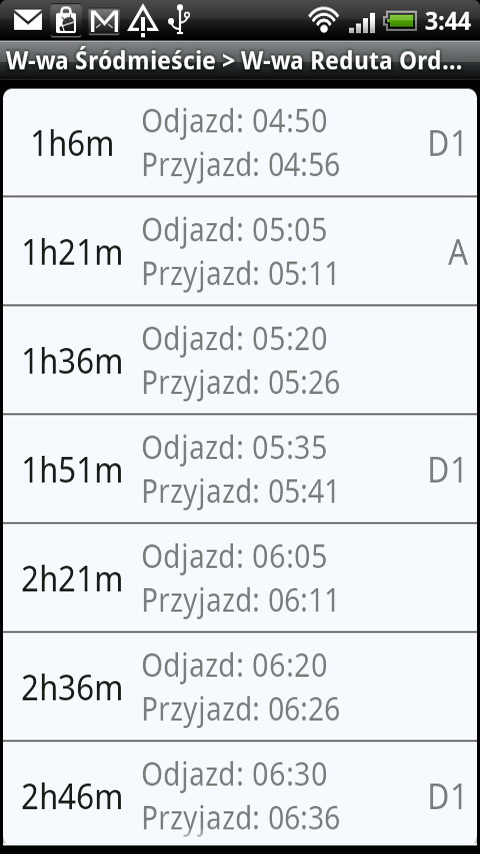 3:44
W-wa Śródmieście > W-wa Reduta Ord...
1h6m
Odjazd: 04:50
Przyjazd: 04:56
D1
1h21m
Odjazd: 05:05
Przyjazd: 05:11
A
1h36m
Odjazd: 05:20
Przyjazd: 05:26
1h51m
Odjazd: 05:35
Przyjazd: 05:41
D1
2h21m
Odjazd: 06:05
Przyjazd: 06:11
2h36m
Odjazd: 06:20
Przyjazd: 06:26
2h46m
Odjazd: 06:30
Przyjazd: 06:36
D1